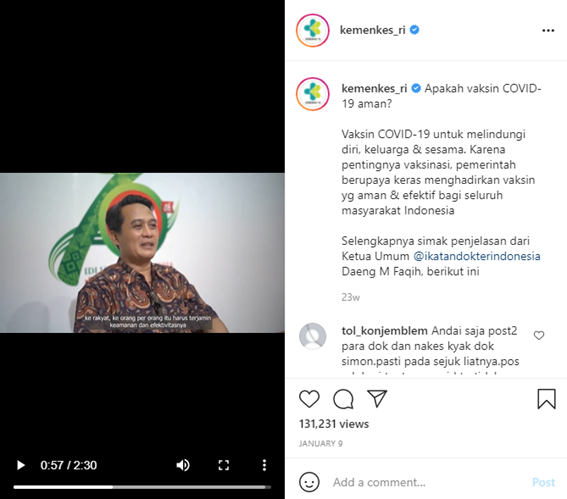 kemenkes_ri
kemenkes_ri Apakah vaksin COVID-
19 aman?
Vaksin COVID-19 untuk melindungi
diri, keluarga & sesama. Karena
pentingnya vaksinasi, pemerintah
berupaya keras menghadirkan vaksin
yg aman & efektif bagi seluruh
masyarakat Indonesia
Selengkapnya simak penjelasan dari
Ketua Umum @ikatandokterindonesia
Daeng M Faqih, berikut ini
23w
tol_konjemblem Andai saja post2
para dok dan nakes kyak dok
simon.pasti pada sejuk liatnya.pos
ke rakyat, ke orang per orang itu harus terjamin
keamanan dan efektivitasnya
0:57 / 2:30
131,231 views
JANUARY 9
Add a comment...
Post